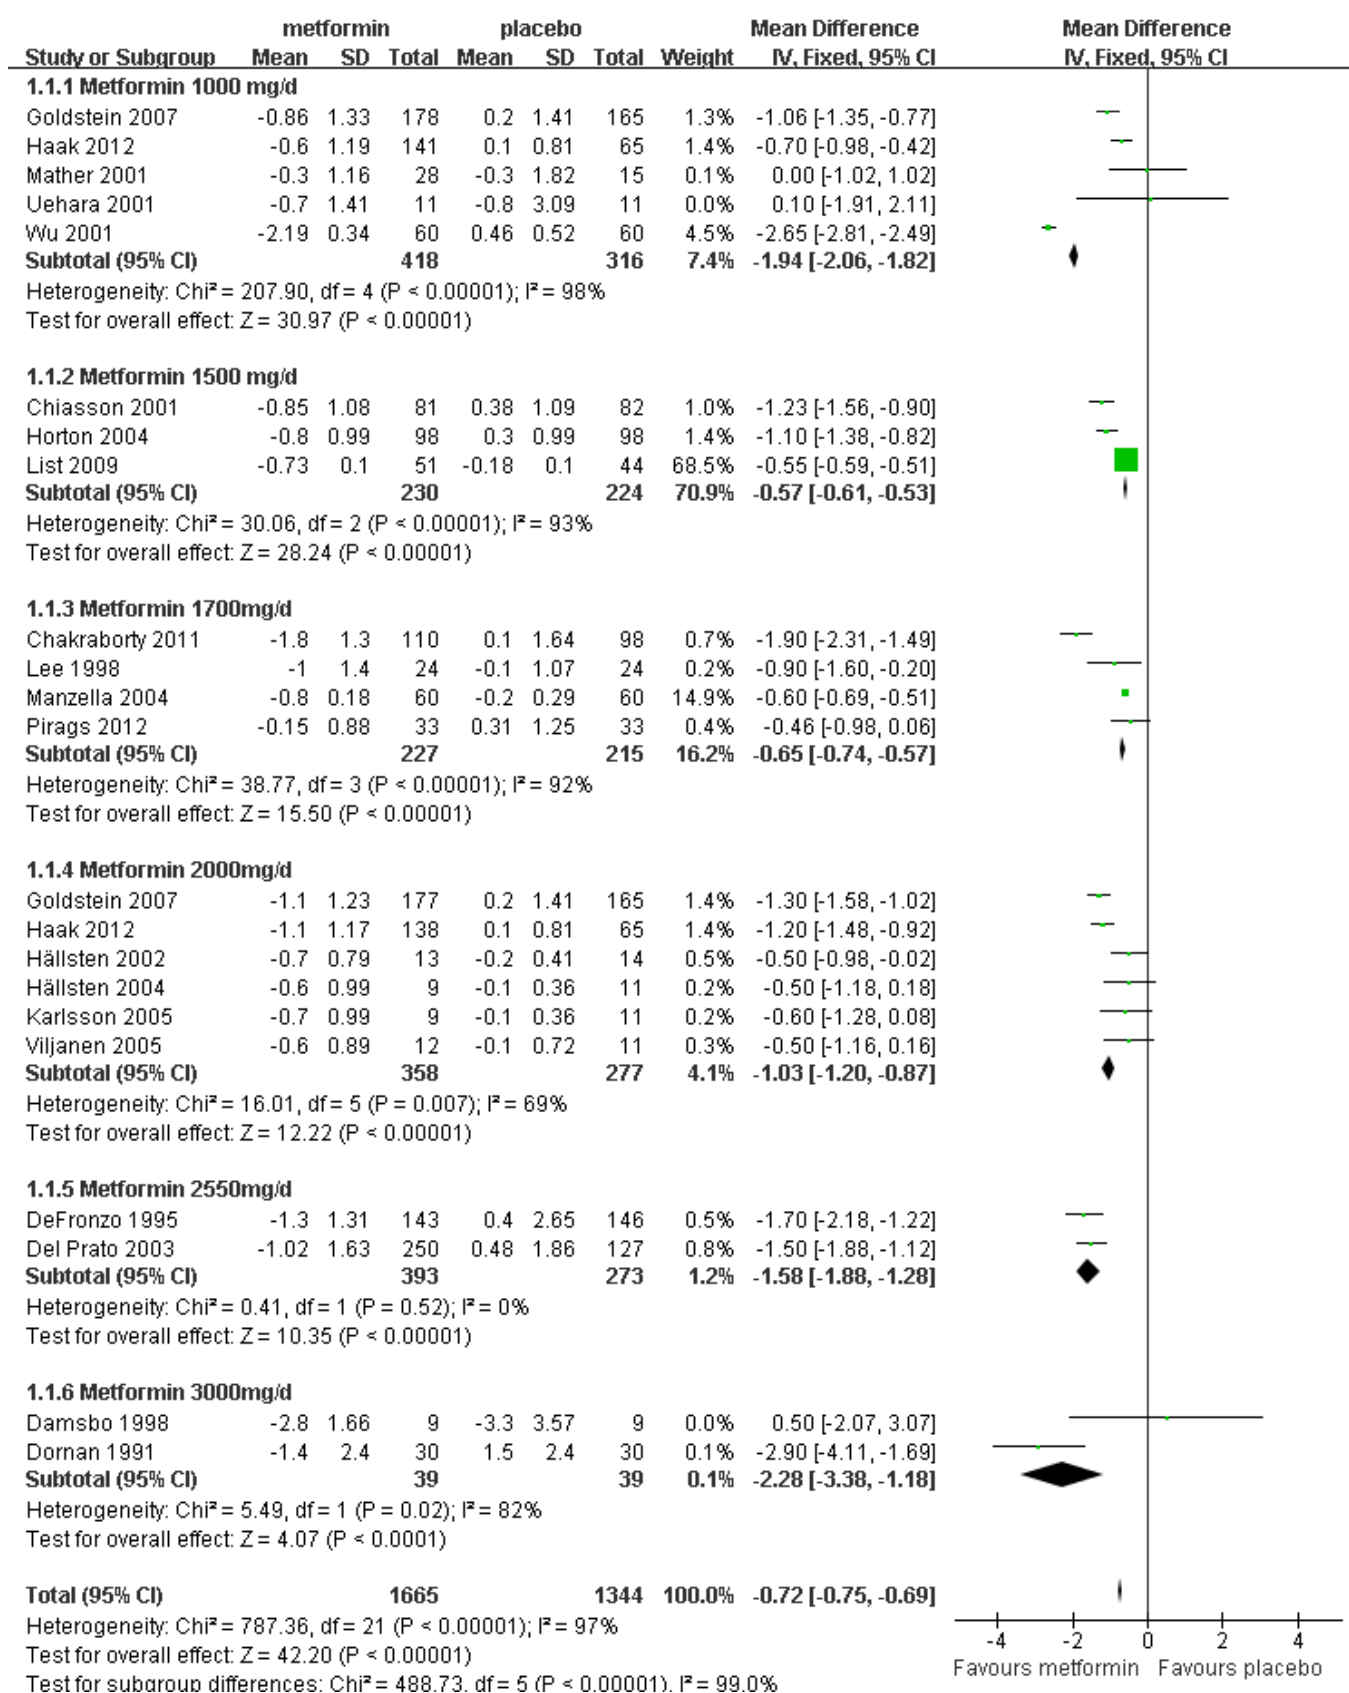 metformin placebo Mean Difference Mean Difference
Study or Subgroup Mean SD Total Mean SD Total Weight IV, Fixed, 95% CI IV, Fixed, 95% CI
1.1.1 Metformin 1000 mg/d
Goldstein 2007 -0.86 1.33 178 0.2 1.41 165 1.3% -1.06 [-1.35, -0.77]
Haak 2012 -0.6 1.19 141 0.1 0.81 65 1.4% -0.70 [-0.98, -0.42]
Mather 2001 -0.3 1.16 28 -0.3 1.82 15 0.1% 0.00 [-1.02, 1.02]
Uehara 2001 -0.7 1.41 11 -0.8 3.09 11 0.0% 0.10 [-1.91, 2.11]
Wu 2001 -2.19 0.34 60 0.46 0.52 60 4.5% -2.65 [-2.81, -2.49]
Subtotal (95% CI) 418 316 7.4% -1.94 [-2.06, -1.82]
Heterogeneity: Chi² = 207.90, df = 4 (P < 0.00001); I² = 98%
Test for overall effect: Z = 30.97 (P < 0.00001)
1.1.2 Metformin 1500 mg/d
Chiasson 2001 -0.85 1.08 81 0.38 1.09 82 1.0% -1.23 [-1.56, -0.90]
Horton 2004 -0.8 0.99 98 0.3 0.99 98 1.4% -1.10 [-1.38, -0.82]
List 2009 -0.73 0.1 51 -0.18 0.1 44 68.5% -0.55 [-0.59, -0.51]
Subtotal (95% CI) 230 224 70.9% -0.57 [-0.61, -0.53]
Heterogeneity: Chi² = 30.06, df = 2 (P < 0.00001); I² = 93%
Test for overall effect: Z = 28.24 (P < 0.00001)
1.1.3 Metformin 1700mg/d
Chakraborty 2011 -1.8 1.3 110 0.1 1.64 98 0.7% -1.90 [-2.31, -1.49]
Lee 1998 -1 1.4 24 -0.1 1.07 24 0.2% -0.90 [-1.60, -0.20]
Manzella 2004 -0.8 0.18 60 -0.2 0.29 60 14.9% -0.60 [-0.69, -0.51]
Pirags 2012 -0.15 0.88 33 0.31 1.25 33 0.4% -0.46 [-0.98, 0.06]
Subtotal (95% CI) 227 215 16.2% -0.65 [-0.74, -0.57]
Heterogeneity: Chi² = 38.77, df = 3 (P < 0.00001); I² = 92%
Test for overall effect: Z = 15.50 (P < 0.00001)
1.1.4 Metformin 2000mg/d
Goldstein 2007 -1.1 1.23 177 0.2 1.41 165 1.4% -1.30 [-1.58, -1.02]
Haak 2012 -1.1 1.17 138 0.1 0.81 65 1.4% -1.20 [-1.48, -0.92]
Hällsten 2002 -0.7 0.79 13 -0.2 0.41 14 0.5% -0.50 [-0.98, -0.02]
Hällsten 2004 -0.6 0.99 9 -0.1 0.36 11 0.2% -0.50 [-1.18, 0.18]
Karlsson 2005 -0.7 0.99 9 -0.1 0.36 11 0.2% -0.60 [-1.28, 0.08]
Viljanen 2005 -0.6 0.89 12 -0.1 0.72 11 0.3% -0.50 [-1.16, 0.16]
Subtotal (95% CI) 358 277 4.1% -1.03 [-1.20, -0.87]
Heterogeneity: Chi² = 16.01, df = 5 (P = 0.007); I² = 69%
Test for overall effect: Z = 12.22 (P < 0.00001)
1.1.5 Metformin 2550mg/d
DeFronzo 1995 -1.3 1.31 143 0.4 2.65 146 0.5% -1.70 [-2.18, -1.22]
Del Prato 2003 -1.02 1.63 250 0.48 1.86 127 0.8% -1.50 [-1.88, -1.12]
Subtotal (95% CI) 393 273 1.2% -1.58 [-1.88, -1.28]
Heterogeneity: Chi² = 0.41, df = 1 (P = 0.52); I² = 0%
Test for overall effect: Z = 10.35 (P < 0.00001)
1.1.6 Metformin 3000mg/d
Damsbo 1998 -2.8 1.66 9 -3.3 3.57 9 0.0% 0.50 [-2.07, 3.07]
Dornan 1991 -1.4 2.4 30 1.5 2.4 30 0.1% -2.90 [-4.11, -1.69]
Subtotal (95% CI) 39 39 0.1% -2.28 [-3.38, -1.18]
Heterogeneity: Chi² = 5.49, df = 1 (P = 0.02); I² = 82%
Test for overall effect: Z = 4.07 (P < 0.0001)
Total (95% CI) 1665 1344 100.0% -0.72 [-0.75, -0.69]
Heterogeneity: Chi² = 787.36, df = 21 (P < 0.00001); I² = 97%
Test for overall effect: Z = 42.20 (P < 0.00001)
Test for subgroup differences: Chi² = 488.73, df = 5 (P < 0.00001), I² = 99.0%
-4 -2 0 2 4
Favours metformin Favours placebo